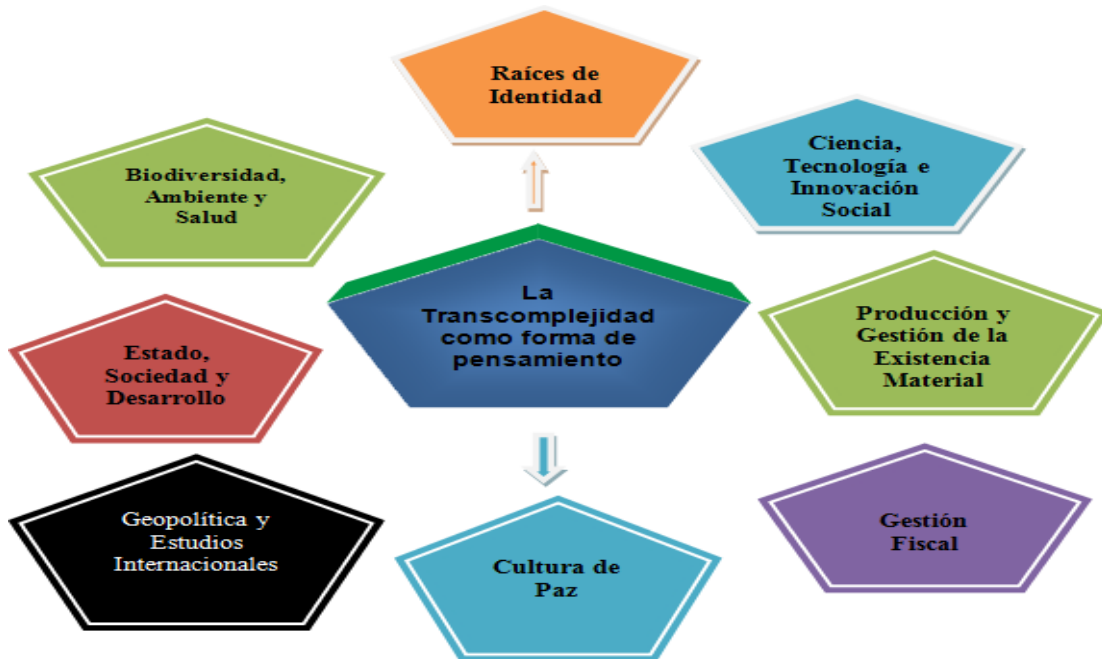 Raíces de
Identidad
Ciencia,
Tecnología e
Innovación
Social
Biodiversidad,
Ambiente y
Salud
La
Transcomplejidad
como forma de
pensamiento
Producción y
Gestión de la
Existencia
Material
Estado,
Sociedad y
Desarrollo
Geopolítica y
Estudios
Internacionales
Gestión
Fiscal
Cultura de
Paz